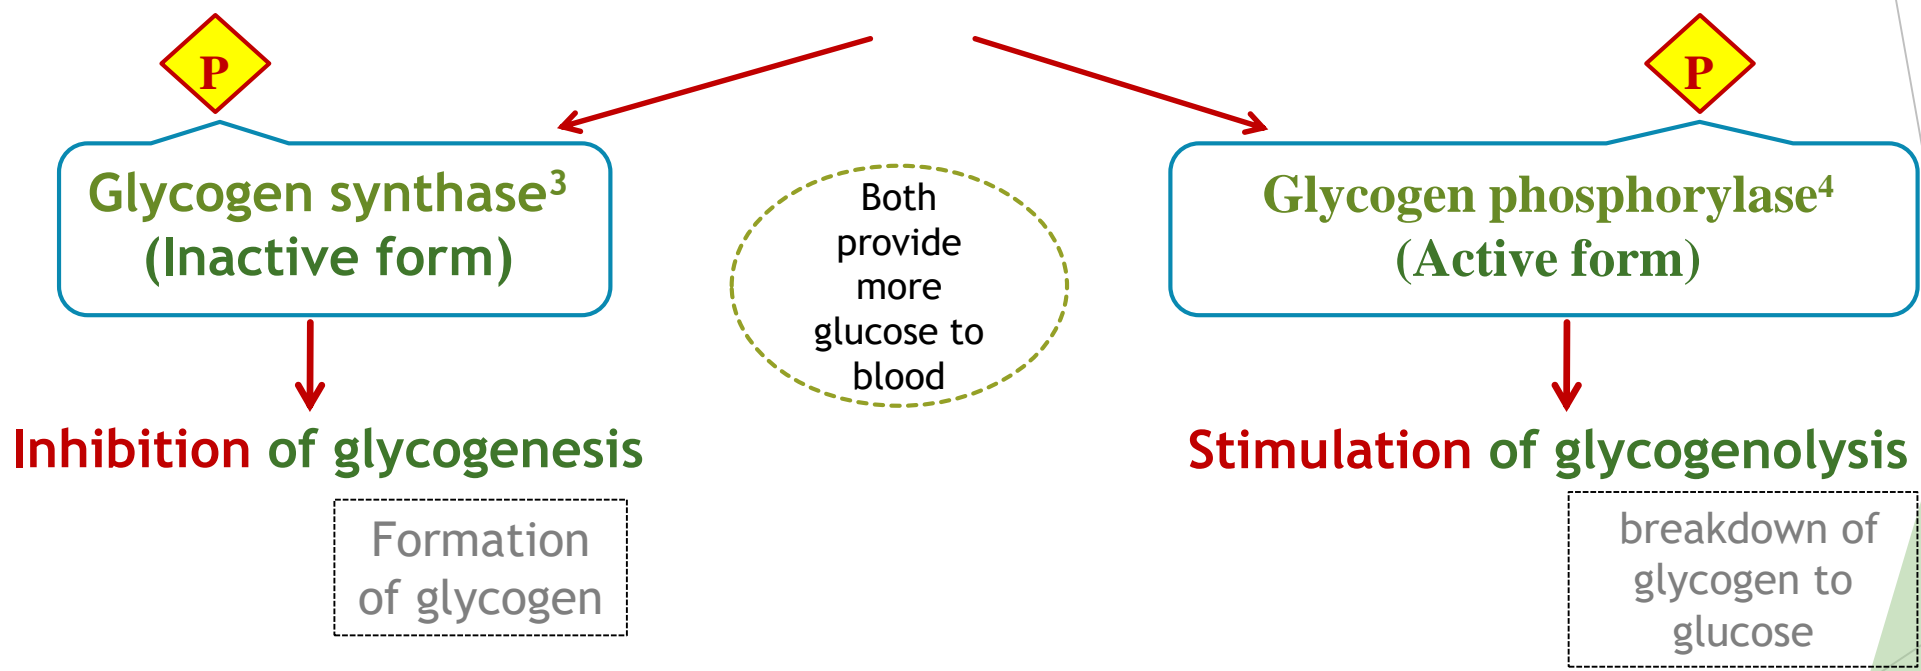 P
Glycogen synthase³
(Inactive form)
Inhibition of glycogenesis
Formation
of glycogen
Both
provide
more
glucose to
blood
P
Glycogen phosphorylase⁴
(Active form)
Stimulation of glycogenolysis
breakdown of
glycogen to
glucose